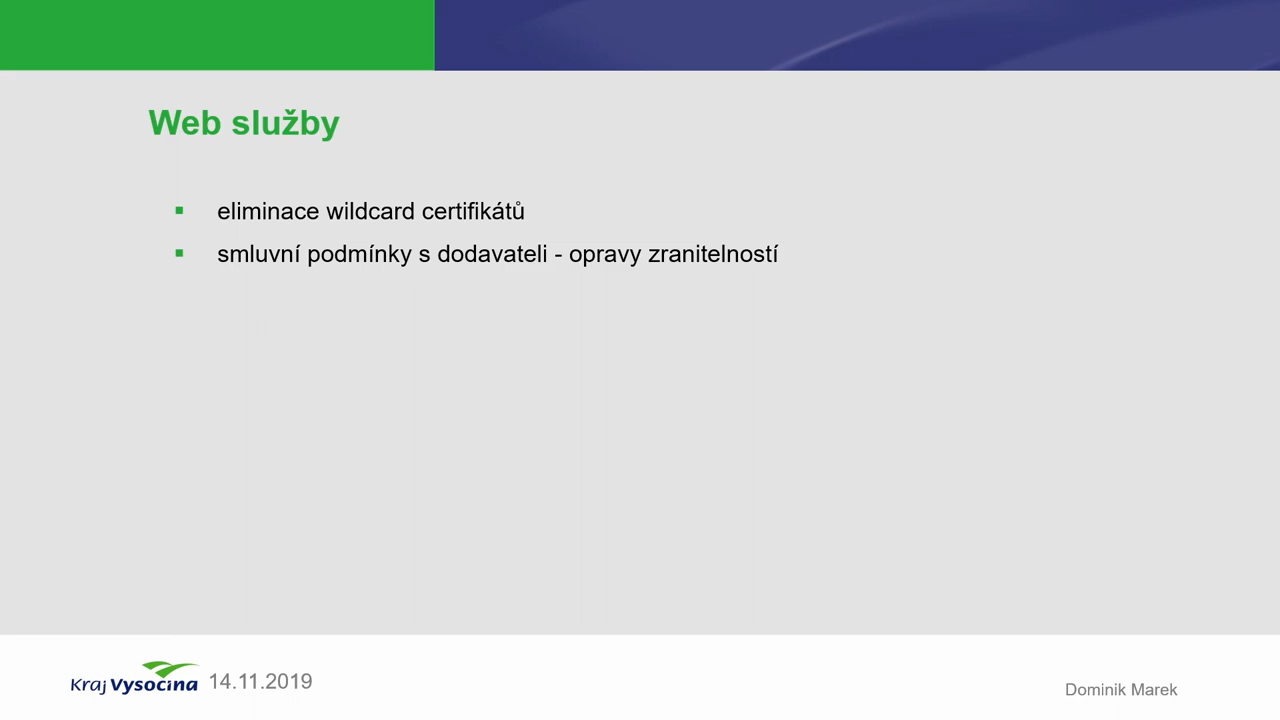 Web služby
eliminace wildcard certifikátů
smluvní podmínky s dodavateli - opravy zranitelností
Kraj Vysočina
14.11.2019
Dominik Marek